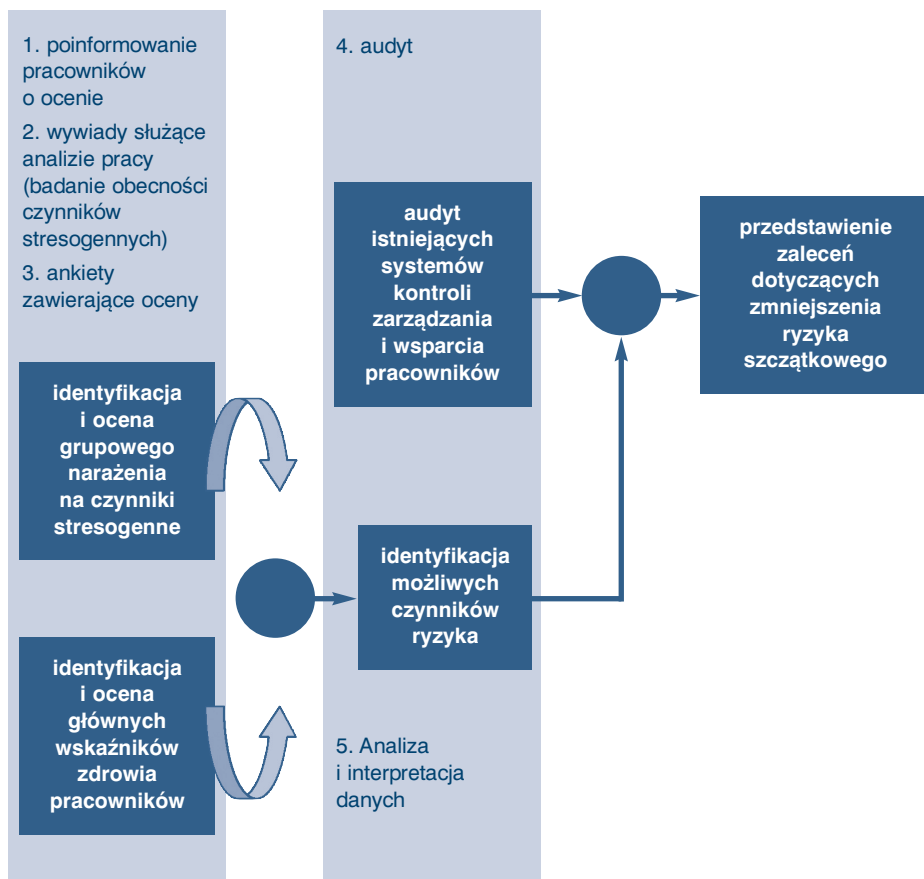 1. poinformowanie
pracowników
o ocenie
2. wywiady służące
analizie pracy
(badanie obecności
czynników
stresogennych)
3. ankiety
zawierające oceny
identyfikacja
i ocena
grupowego
narażenia
na czynniki
stresogenne
identyfikacja
i ocena
głównych
wskaźników
zdrowia
pracowników
4. audyt
audyt
istniejących
systemów
kontroli
zarządzania
i wsparcia
pracowników
identyfikacja
możliwych
czynników
ryzyka
5. Analiza
i interpretacja
danych
przedstawienie
zaleceń
dotyczących
zmniejszenia
ryzyka
szczątkowego